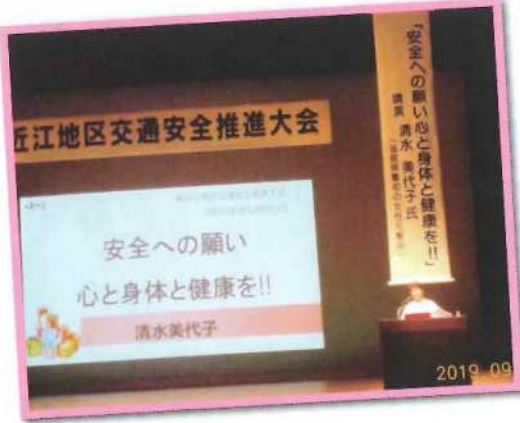 近江地区交通安全推進大会
安全への願い
心と身体と健康を!!
清水美代子
「安全への願い心と身体と健康を!!」
講演 清水 美代子氏
2019.09